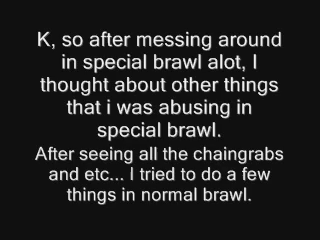 K, so after messing around
in special brawl alot, I
thought about other things
that i was abusing in
special brawl.
After seeing all the chaingrabs
and etc... I tried to do a few
things in normal brawl.